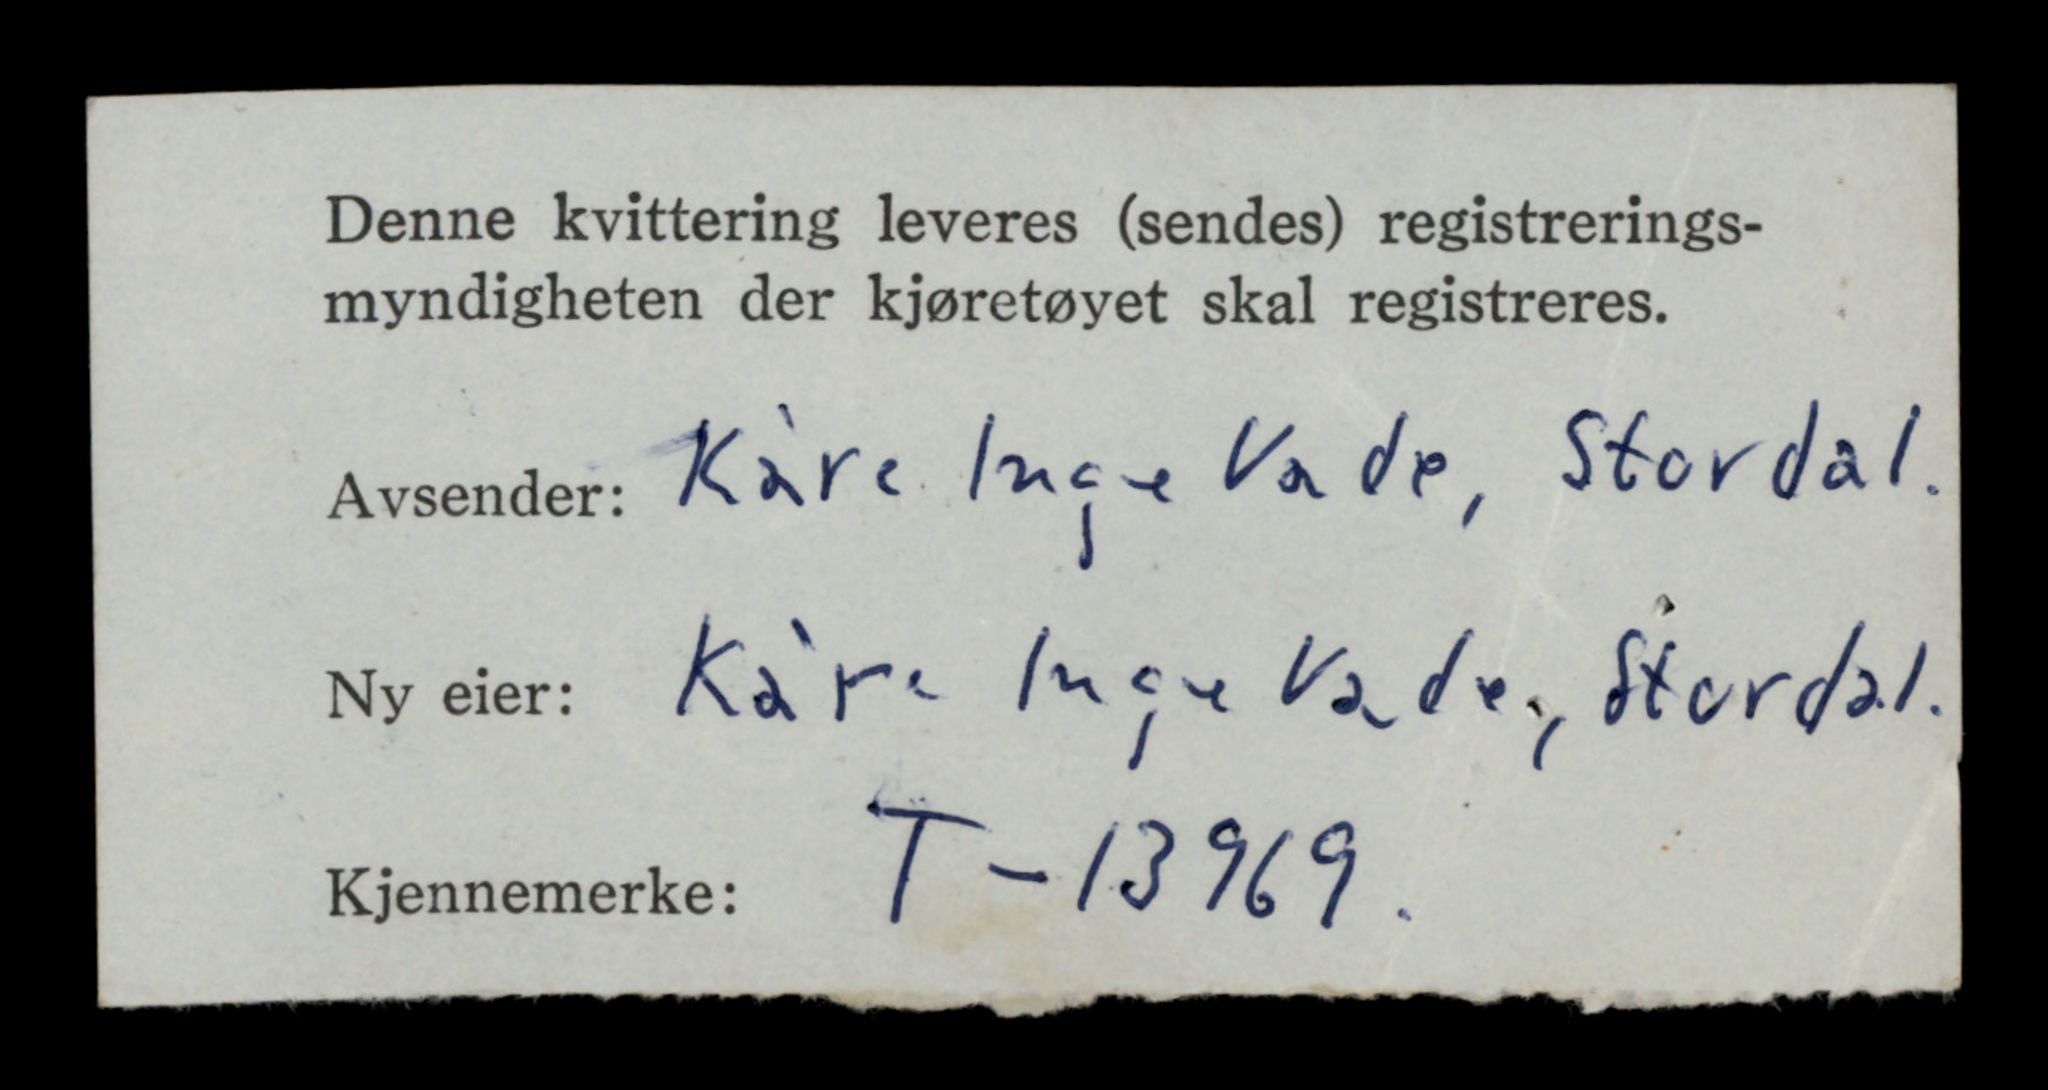 Denne kvittering leveres (sendes) registrerings-
myndigheten der kjøretøyet skal registreres.
Avsender: Kåre Inge Vade, Stordal.
Ny eier: Kåre Inge Vade, Stordal.
Kjennemerke: T-13969.